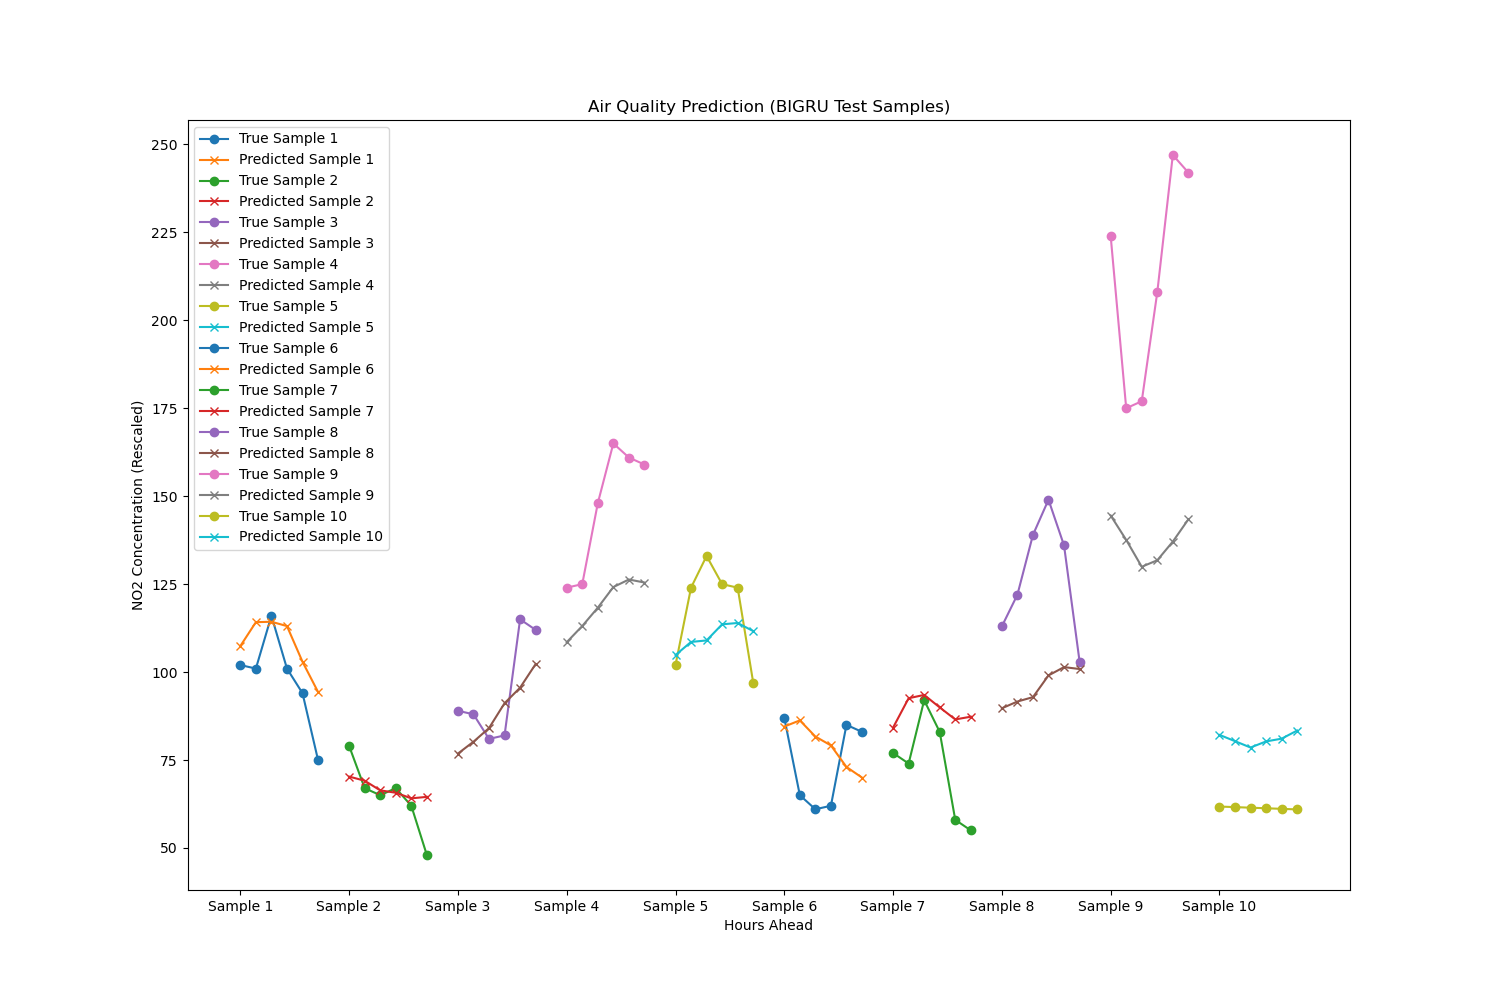 Air Quality Prediction (BIGRU Test Samples)
True Sample 1
Predicted Sample 1
True Sample 2
Predicted Sample 2
True Sample 3
Predicted Sample 3
True Sample 4
Predicted Sample 4
True Sample 5
Predicted Sample 5
True Sample 6
Predicted Sample 6
True Sample 7
Predicted Sample 7
True Sample 8
Predicted Sample 8
True Sample 9
Predicted Sample 9
True Sample 10
Predicted Sample 10
NO2 Concentration (Rescaled)
250
225
200
175
150
125
100
75
50
Sample 1 Sample 2 Sample 3 Sample 4 Sample 5 Sample 6 Sample 7 Sample 8 Sample 9 Sample 10
Hours Ahead